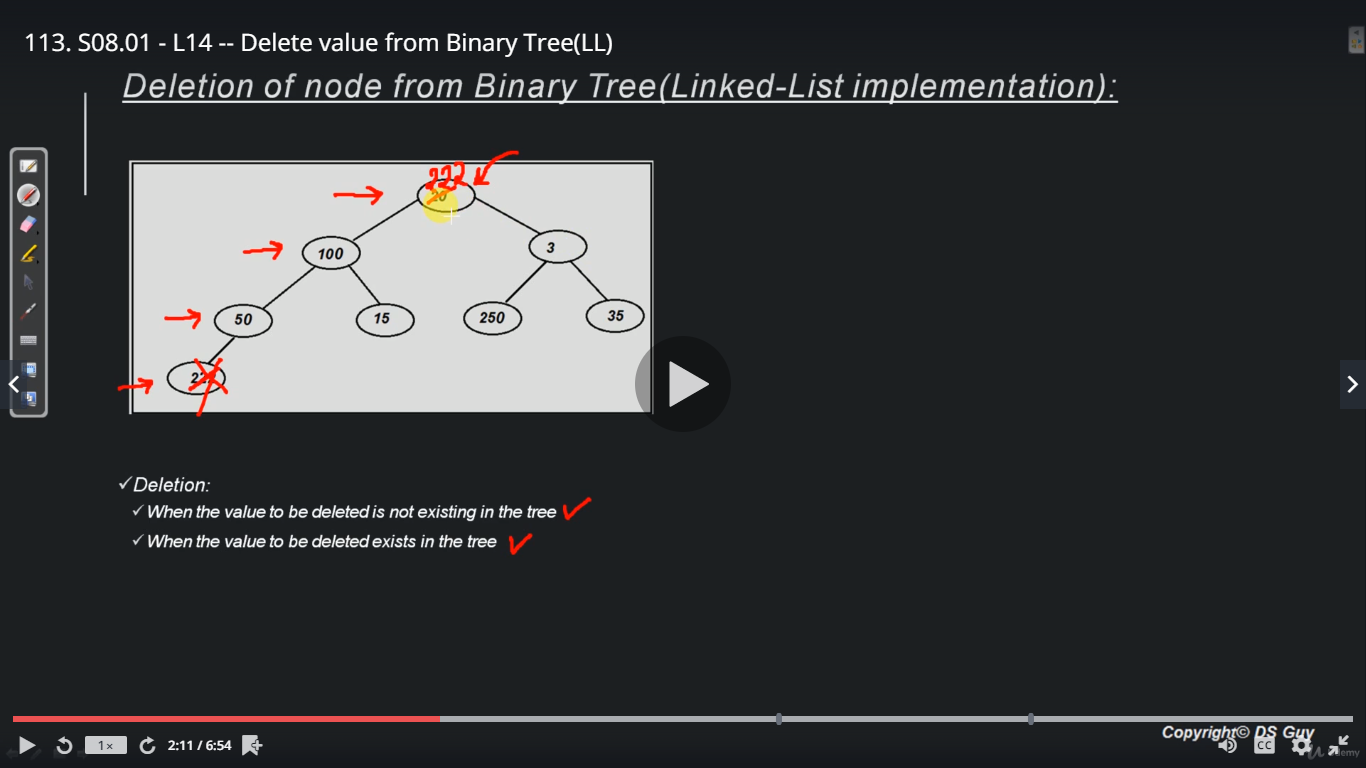 113. S08.01 - L14 -- Delete value from Binary Tree(LL)
Deletion of node from Binary Tree(Linked-List implementation):
222
20
100
3
50
15
250
35
✓Deletion:
✓When the value to be deleted is not existing in the tree
✓When the value to be deleted exists in the tree
Copyright© DS Guy
1×
2:11 / 6:54
CC